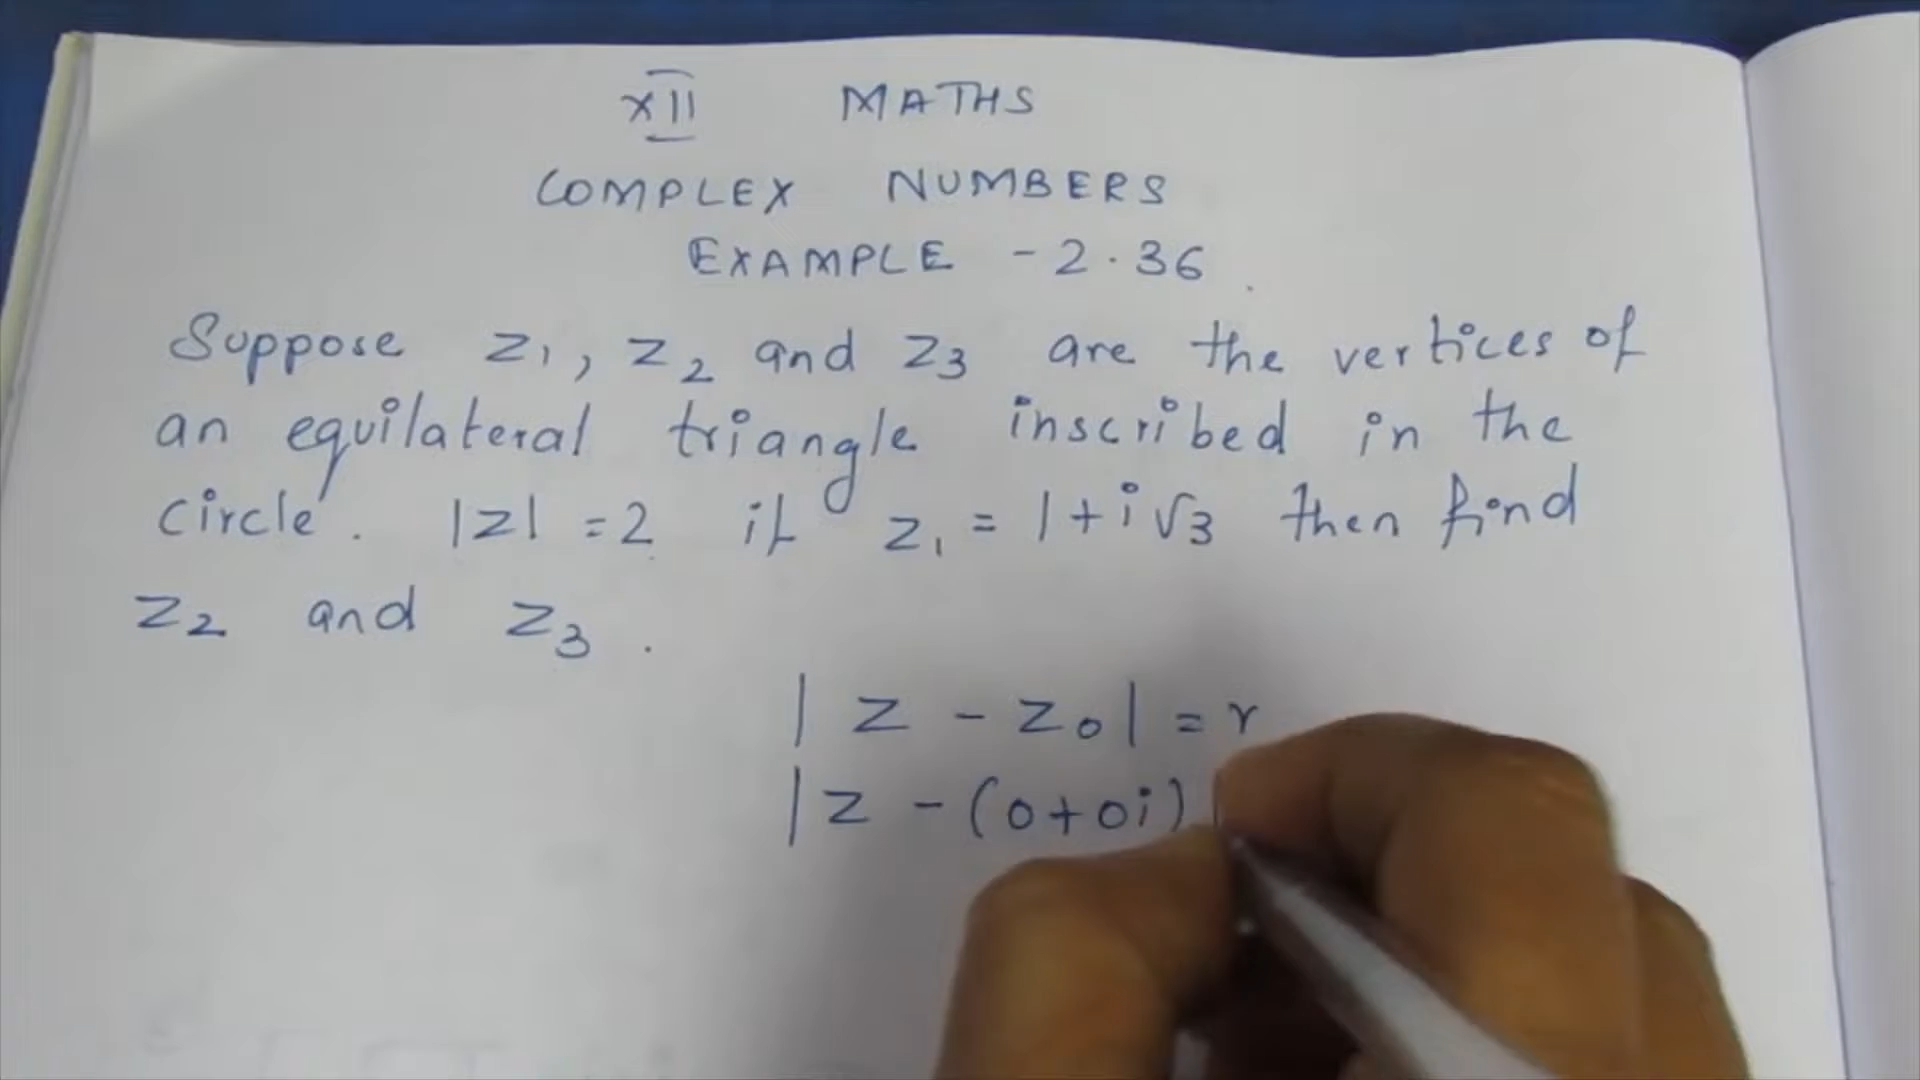 XII MATHS
COMPLEX NUMBERS
EXAMPLE - 2.36
Suppose z₁, z₂ and z₃ are the vertices of
an equilateral triangle inscribed in the
circle. |z| = 2 if z₁ = 1 + i√3 then find
z₂ and z₃.
|z - z₀| = r
|z - (0+0i)